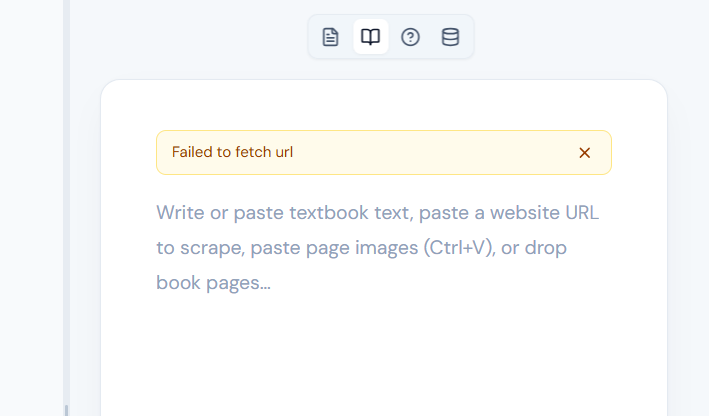 Failed to fetch url
Write or paste textbook text, paste a website URL
to scrape, paste page images (Ctrl+V), or drop
book pages...